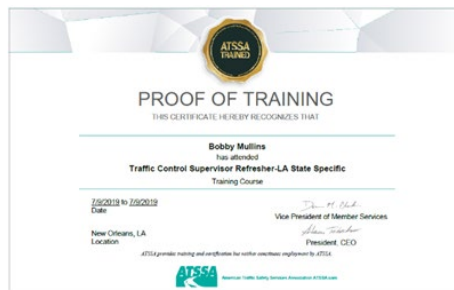 ATSSA
TRAINED
PROOF OF TRAINING
THIS CERTIFICATE HEREBY RECOGNIZES THAT
Bobby Mullins
has attended
Traffic Control Supervisor Refresher-LA State Specific
Training Course
7/9/2019 to 7/9/2019
Date
Vice President of Member Services
New Orleans, LA
Location
President, CEO
ATSSA provides training and certification but neither constitutes employment by ATSSA.
ATSSA American Traffic Safety Services Association ATSSA.com